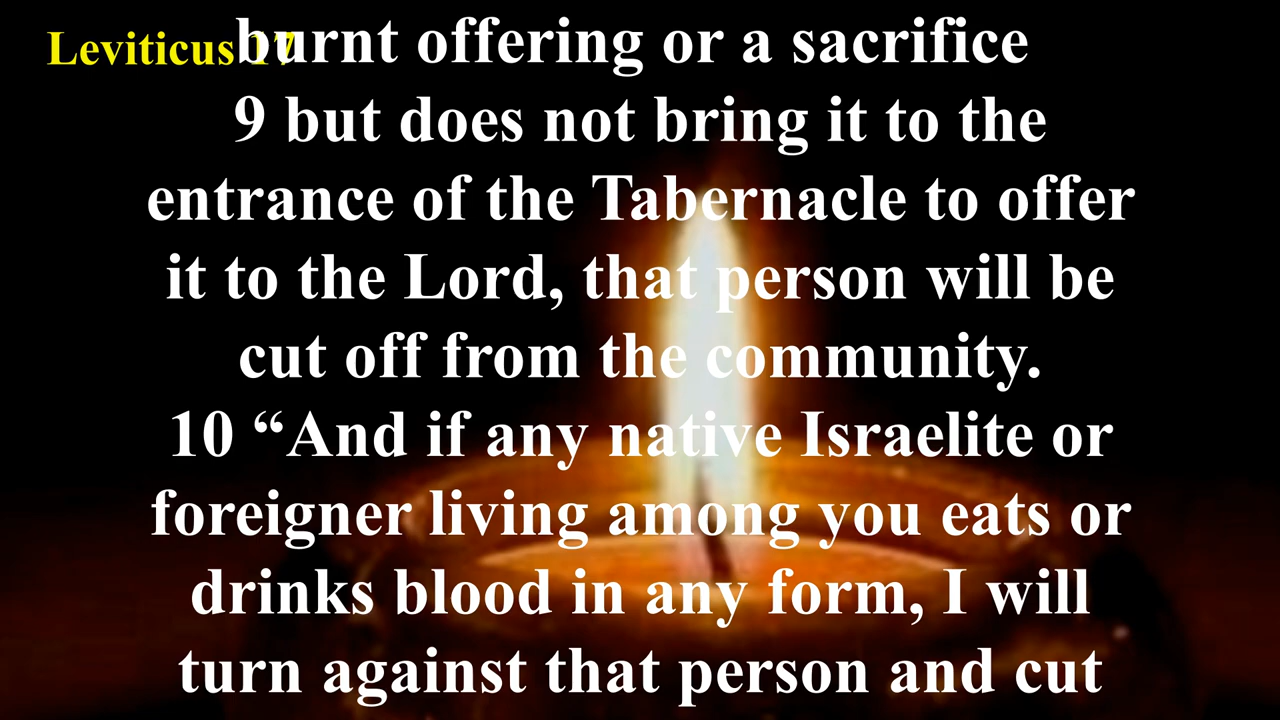 Leviticus 17
burnt offering or a sacrifice
9 but does not bring it to the
entrance of the Tabernacle to offer
it to the Lord, that person will be
cut off from the community.
10 “And if any native Israelite or
foreigner living among you eats or
drinks blood in any form, I will
turn against that person and cut